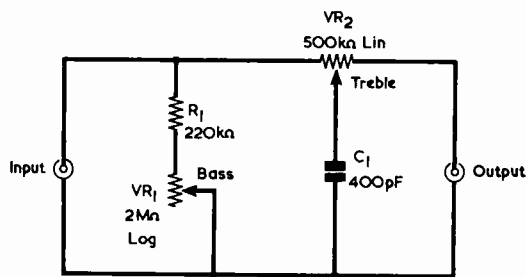 VR2
500kΩ Lin
Treble
R1
220kΩ
Input
Bass
VR1
2MΩ
Log
C1
400pF
Output